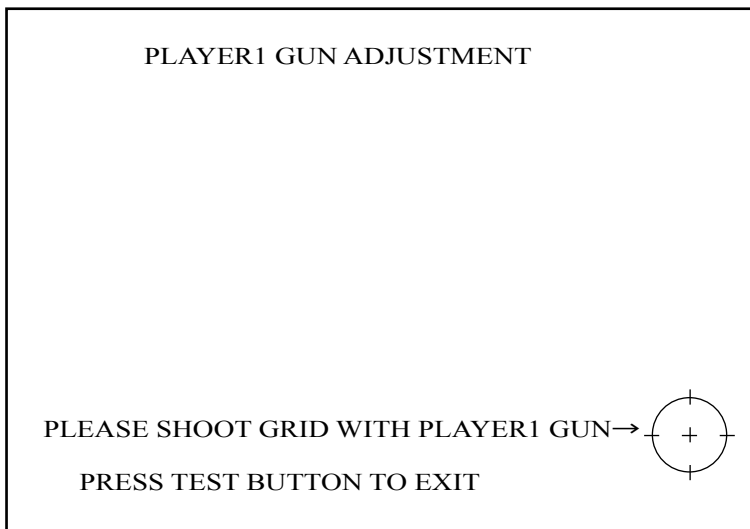 PLAYER1 GUN ADJUSTMENT
PLEASE SHOOT GRID WITH PLAYER1 GUN→
PRESS TEST BUTTON TO EXIT